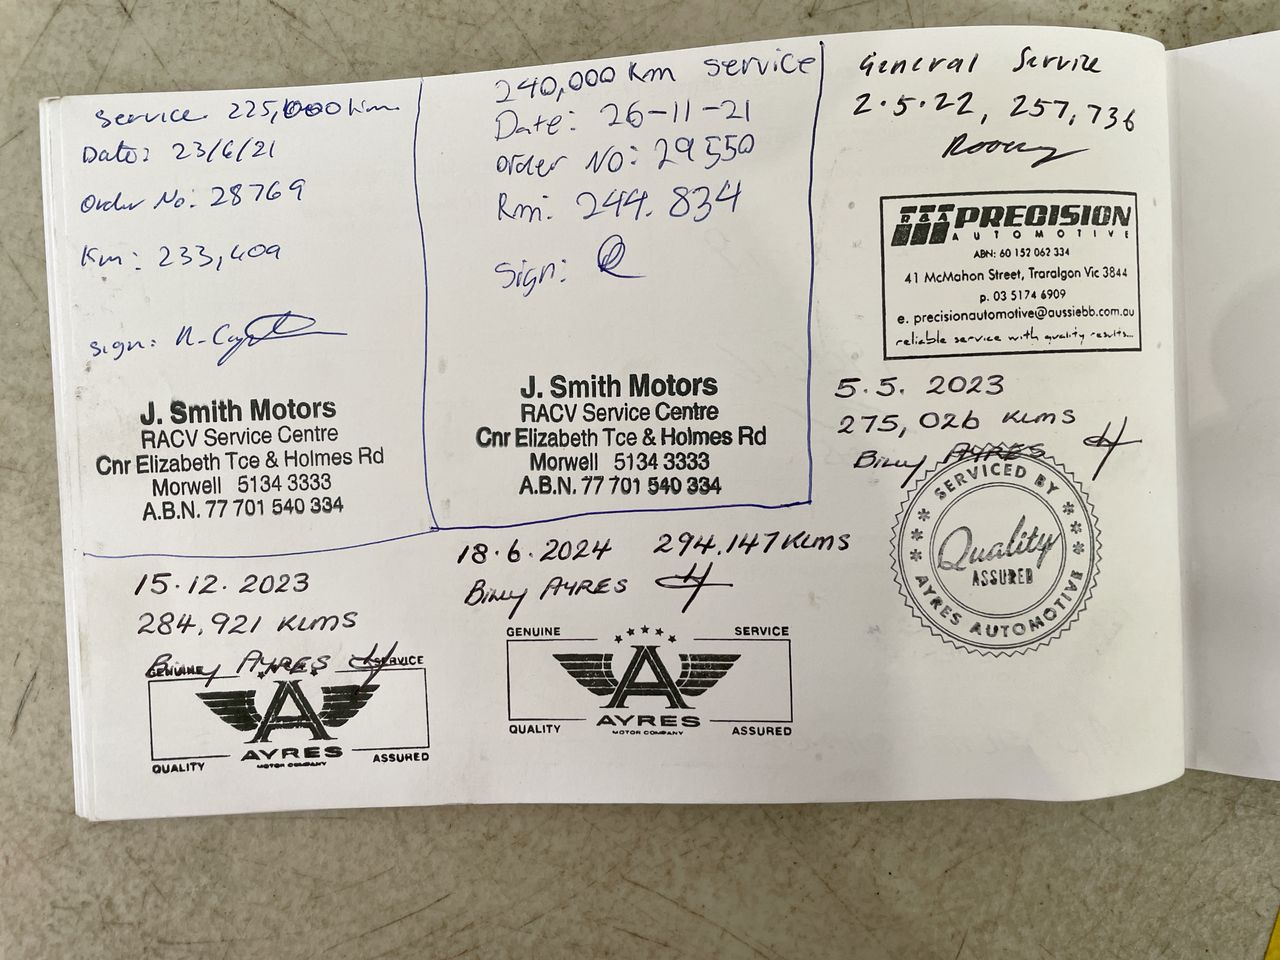 Service 225,000 km
Date: 23/6/21
Order No: 28769
Km: 233,409
sign:
J. Smith Motors
RACV Service Centre
Cnr Elizabeth Tce & Holmes Rd
Morwell 5134 3333
A.B.N. 77 701 540 334
240,000 Km service
Date: 26-11-21
Order NO: 29550
Km: 244.834
Sign:
J. Smith Motors
RACV Service Centre
Cnr Elizabeth Tce & Holmes Rd
Morwell 5134 3333
A.B.N. 77 701 540 334
General Service
2.5.22, 257,736
R&A PRECISION
AUTOMOTIVE
ABN: 60 152 062 334
41 McMahon Street, Traralgon Vic 3844
p. 03 5174 6909
e. precisionautomotive@aussiebb.com.au
reliable service with quality results...
5.5. 2023
275,026 KLMS
Billy AYRES
SERVICED BY
Quality
ASSURED
AYRES AUTOMOTIVE
15.12.2023
284,921 KLMS
Billy AYRES
GENUINE SERVICE
A
AYRES
MOTOR COMPANY
QUALITY ASSURED
18.6.2024 294,147 KLMS
Billy AYRES
GENUINE SERVICE
A
AYRES
MOTOR COMPANY
QUALITY ASSURED